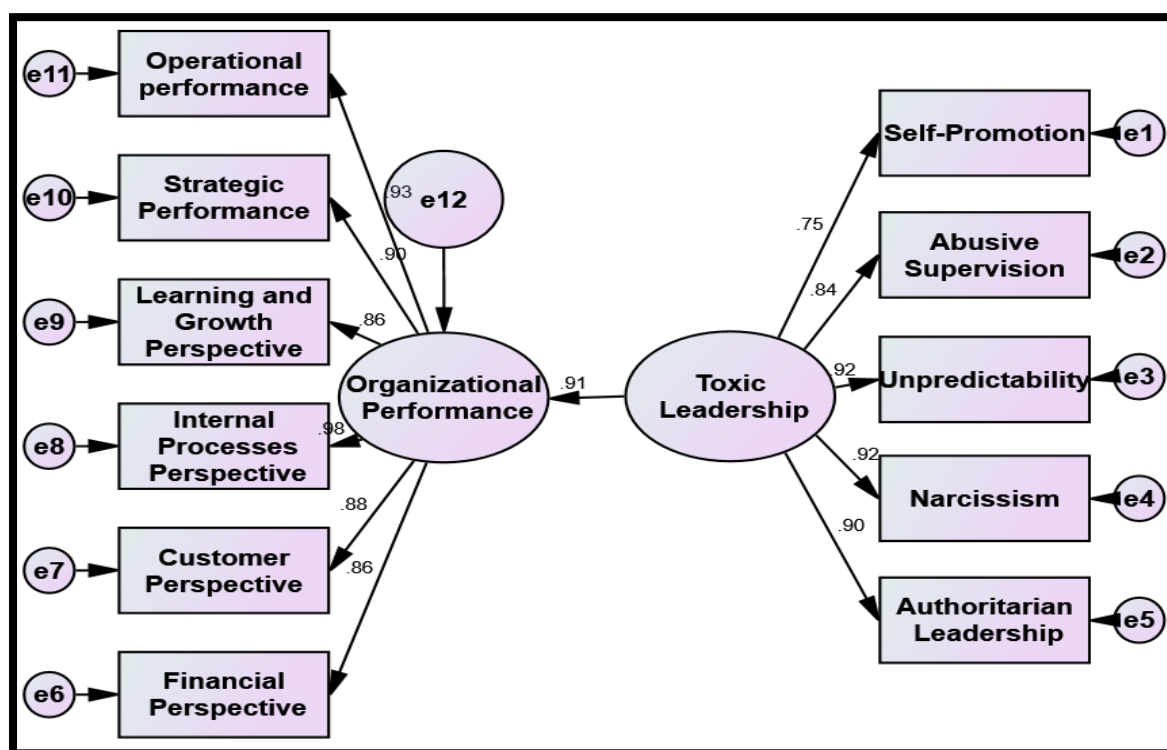 e11
Operational
performance
e10
Strategic
Performance
e9
Learning and
Growth
Perspective
e8
Internal
Processes
Perspective
e7
Customer
Perspective
e6
Financial
Perspective
.93
e12
.90
.86
.98
.88
.86
Organizational
Performance
.91
Toxic
Leadership
.75
.84
.92
.92
.90
Self-Promotion
e1
Abusive
Supervision
e2
Unpredictability
e3
Narcissism
e4
Authoritarian
Leadership
e5